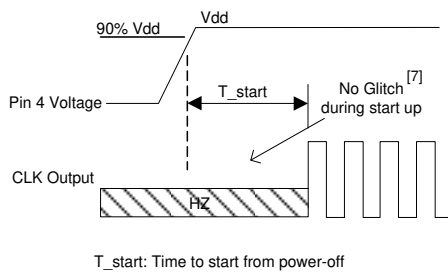 Vdd
90% Vdd
T_start
No Glitch [7]
during start up
Pin 4 Voltage
CLK Output
HZ
T_start: Time to start from power-off